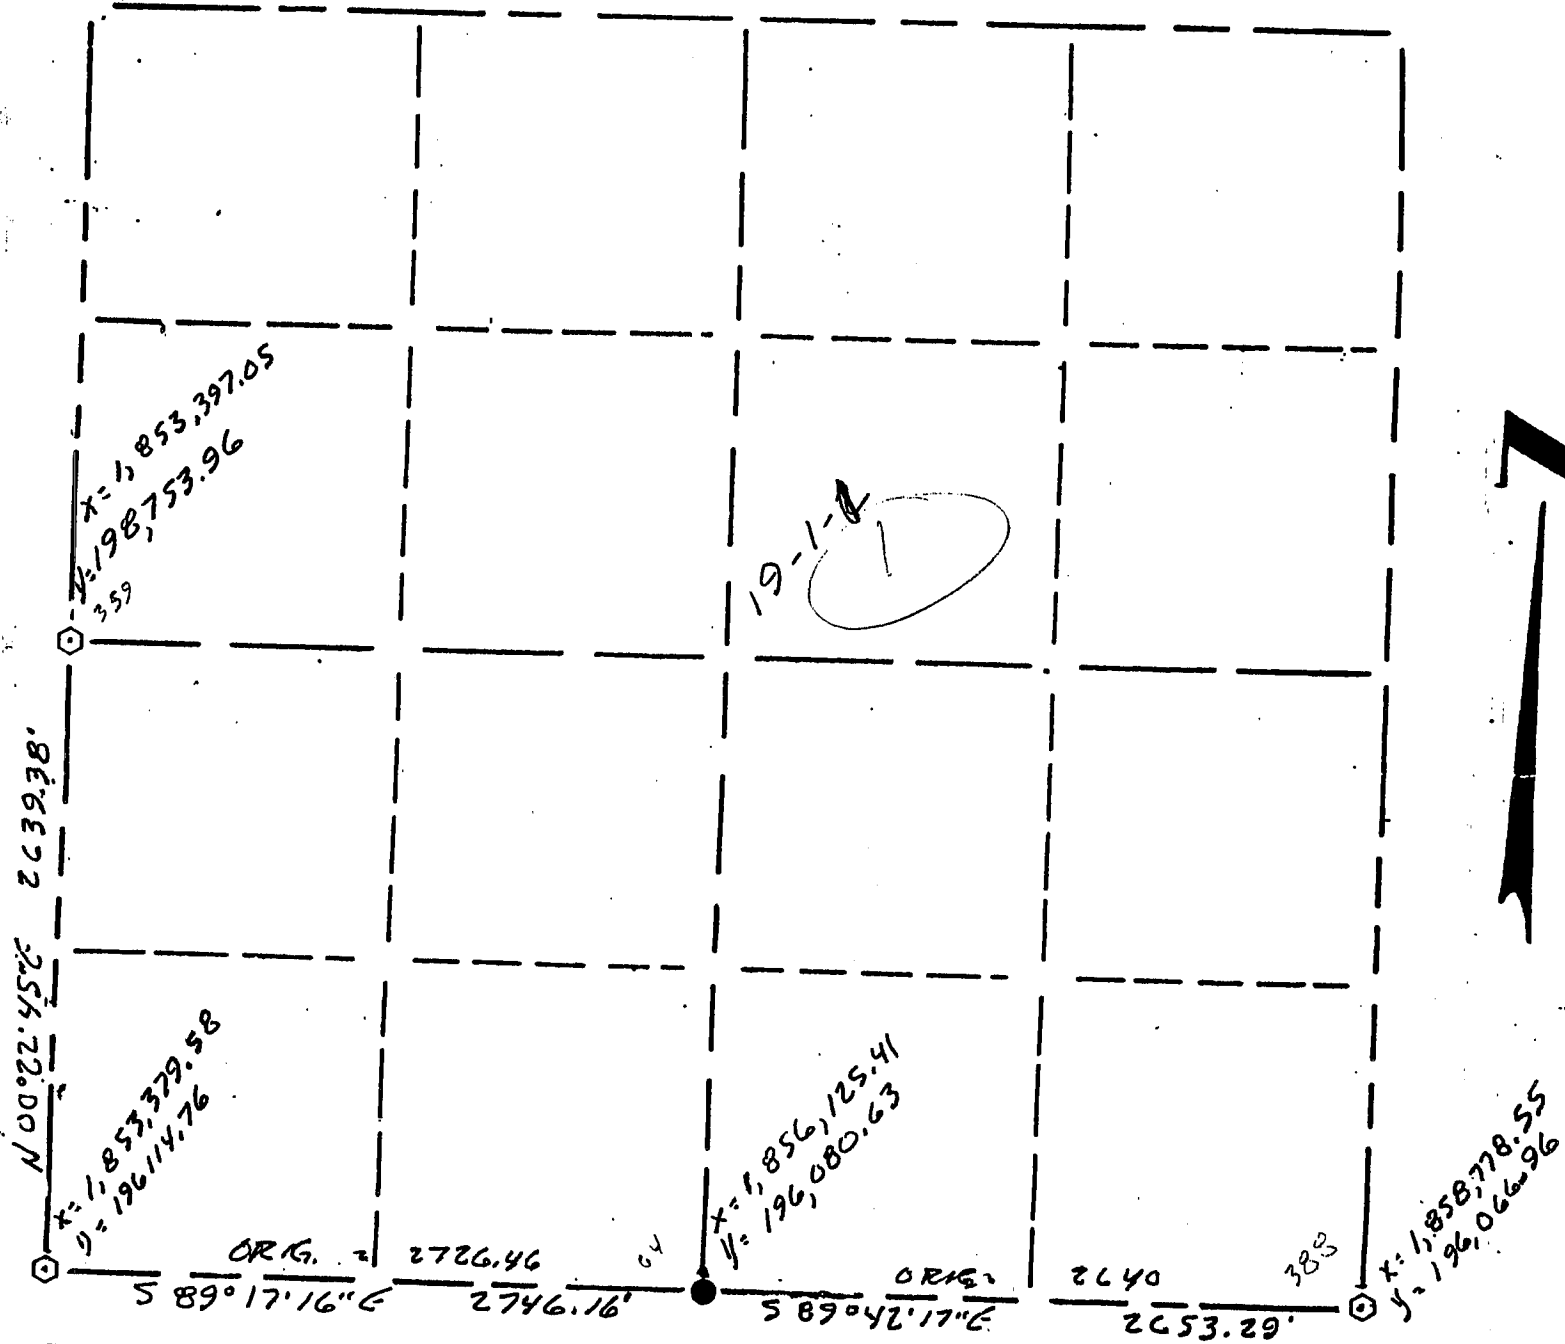 x=1,853,397.05
y=198,753.96
359
19-1-
1
N00°22'45"E 2639.38'
x=1,853,379.58
y=196,114.76
x=1,856,125.41
y=196,080.63
64
x=1,858,778.55
y=196,066.96
388
ORIG. = 2726.46
S 89°17'16"E 2746.16'
ORIG= 2640
S 89°42'17"E 2653.29'